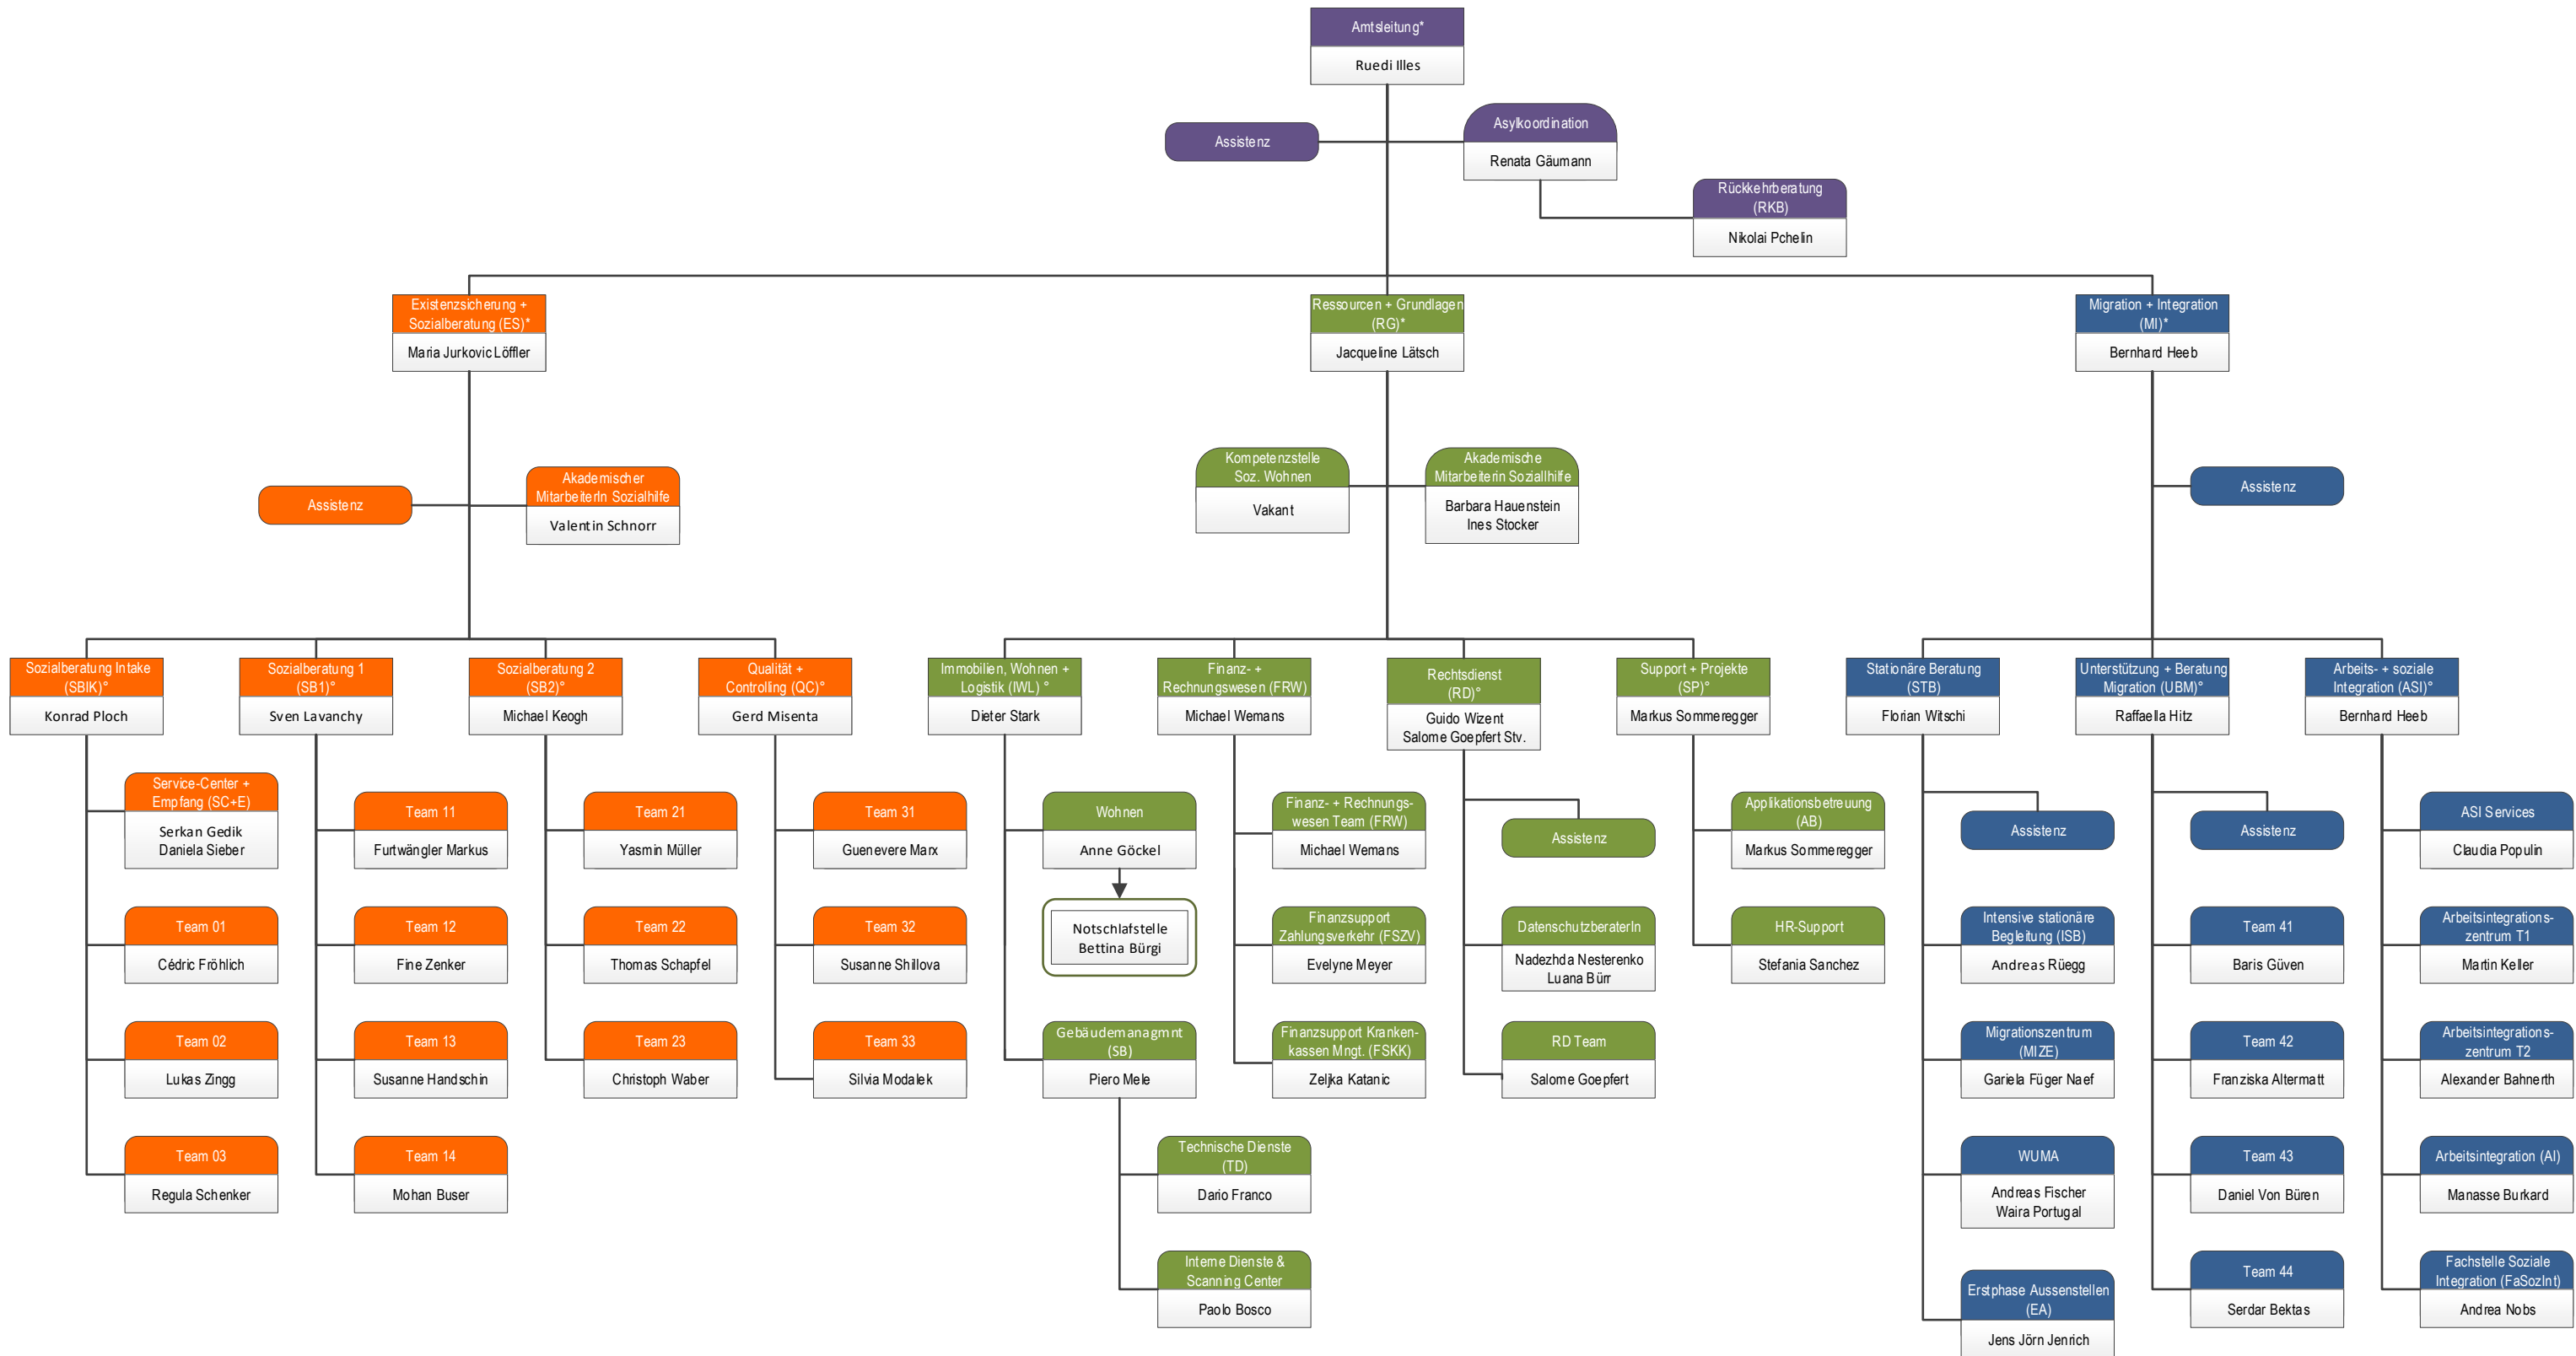 Amtsleitung*
Ruedi Illes
Assistenz
Asylkoordination
Renata Gäumann
Rückkehrberatung
(RKB)
Nikolai Pchelin
Existenzsicherung +
Sozialberatung (ES)*
Maria Jurkovic Löffler
Ressourcen + Grundlagen
(RG)*
Jacqueline Lätsch
Migration + Integration
(MI)*
Bernhard Heeb
Assistenz
Akademischer
MitarbeiterIn Sozialhilfe
Valentin Schnorr
Kompetenzstelle
Soz. Wohnen
Vakant
Akademische
Mitarbeiterin Soziallhilfe
Barbara Hauenstein
Ines Stocker
Assistenz
Sozialberatung Intake
(SBIK)°
Konrad Ploch
Service-Center +
Empfang (SC+E)
Serkan Gedik
Daniela Sieber
Team 01
Cédric Fröhlich
Team 02
Lukas Zingg
Team 03
Regula Schenker
Sozialberatung 1
(SB1)°
Sven Lavanchy
Team 11
Furtwängler Markus
Team 12
Fine Zenker
Team 13
Susanne Handschin
Team 14
Mohan Buser
Sozialberatung 2
(SB2)°
Michael Keogh
Team 21
Yasmin Müller
Team 22
Thomas Schapfel
Team 23
Christoph Waber
Qualität +
Controlling (QC)°
Gerd Misenta
Team 31
Guenevere Marx
Team 32
Susanne Shillova
Team 33
Silvia Modalek
Immobilien, Wohnen +
Logistik (IWL) °
Dieter Stark
Wohnen
Anne Göckel
Notschlafstelle
Bettina Bürgi
Gebäudemanagmnt
(SB)
Piero Mele
Technische Dienste
(TD)
Dario Franco
Interne Dienste &
Scanning Center
Paolo Bosco
Finanz- +
Rechnungswesen (FRW)
Michael Wemans
Finanz- + Rechnungs-
wesen Team (FRW)
Michael Wemans
Finanzsupport
Zahlungsverkehr (FSZV)
Evelyne Meyer
Finanzsupport Kranken-
kassen Mngt. (FSKK)
Zeljka Katanic
Rechtsdienst
(RD)°
Guido Wizent
Salome Goepfert Stv.
Assistenz
DatenschutzberaterIn
Nadezhda Nesterenko
Luana Bürr
RD Team
Salome Goepfert
Support + Projekte
(SP)°
Markus Sommeregger
Applikationsbetreuung
(AB)
Markus Sommeregger
HR-Support
Stefania Sanchez
Stationäre Beratung
(STB)
Florian Witschi
Assistenz
Intensive stationäre
Begleitung (ISB)
Andreas Rüegg
Migrationszentrum
(MIZE)
Gariela Füger Naef
WUMA
Andreas Fischer
Waira Portugal
Erstphase Aussenstellen
(EA)
Jens Jörn Jenrich
Unterstützung + Beratung
Migration (UBM)°
Raffaella Hitz
Assistenz
Team 41
Baris Güven
Team 42
Franziska Altermatt
Team 43
Daniel Von Büren
Team 44
Serdar Bektas
Arbeits- + soziale
Integration (ASI)°
Bernhard Heeb
ASI Services
Claudia Populin
Arbeitsintegrations-
zentrum T1
Martin Keller
Arbeitsintegrations-
zentrum T2
Alexander Bahnerth
Arbeitsintegration (AI)
Manasse Burkard
Fachstelle Soziale
Integration (FaSozInt)
Andrea Nobs